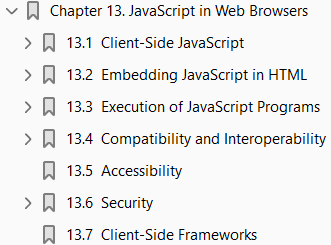 Chapter 13. JavaScript in Web Browsers
13.1 Client-Side JavaScript
13.2 Embedding JavaScript in HTML
13.3 Execution of JavaScript Programs
13.4 Compatibility and Interoperability
13.5 Accessibility
13.6 Security
13.7 Client-Side Frameworks